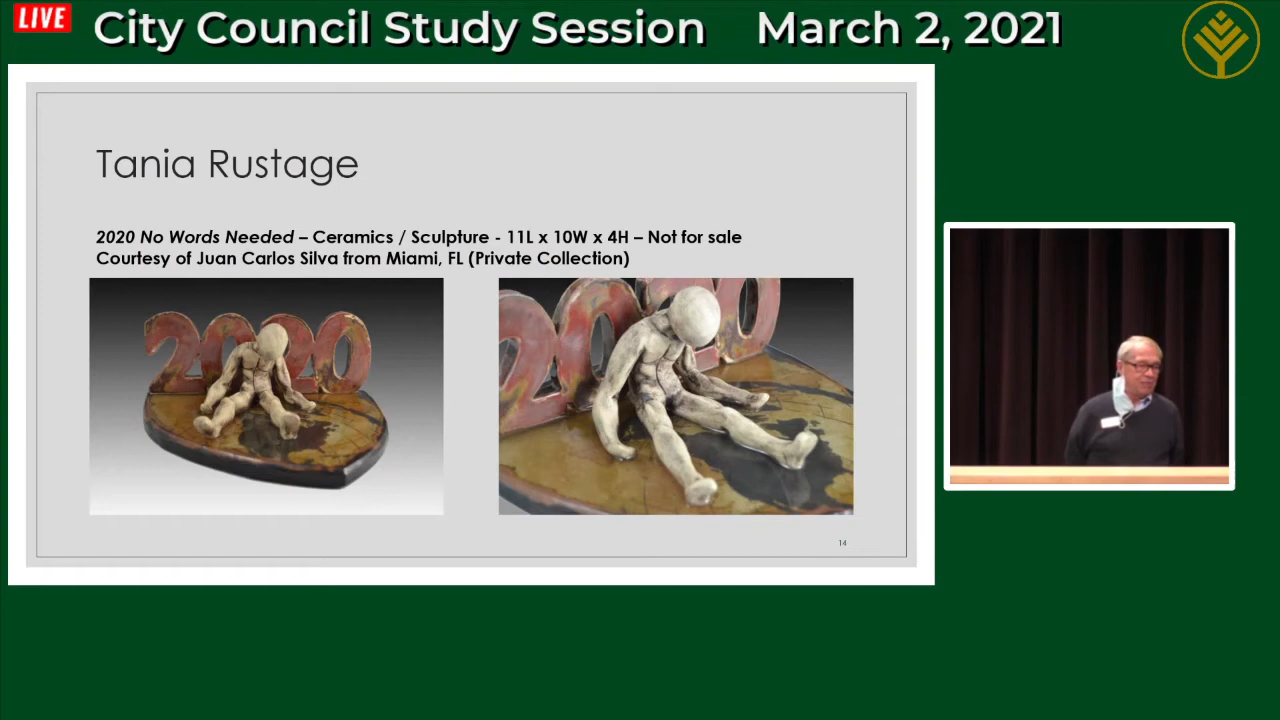 LIVE
City Council Study Session March 2, 2021
Tania Rustage
2020 No Words Needed – Ceramics / Sculpture - 11L x 10W x 4H – Not for sale
Courtesy of Juan Carlos Silva from Miami, FL (Private Collection)
2020
2020
14